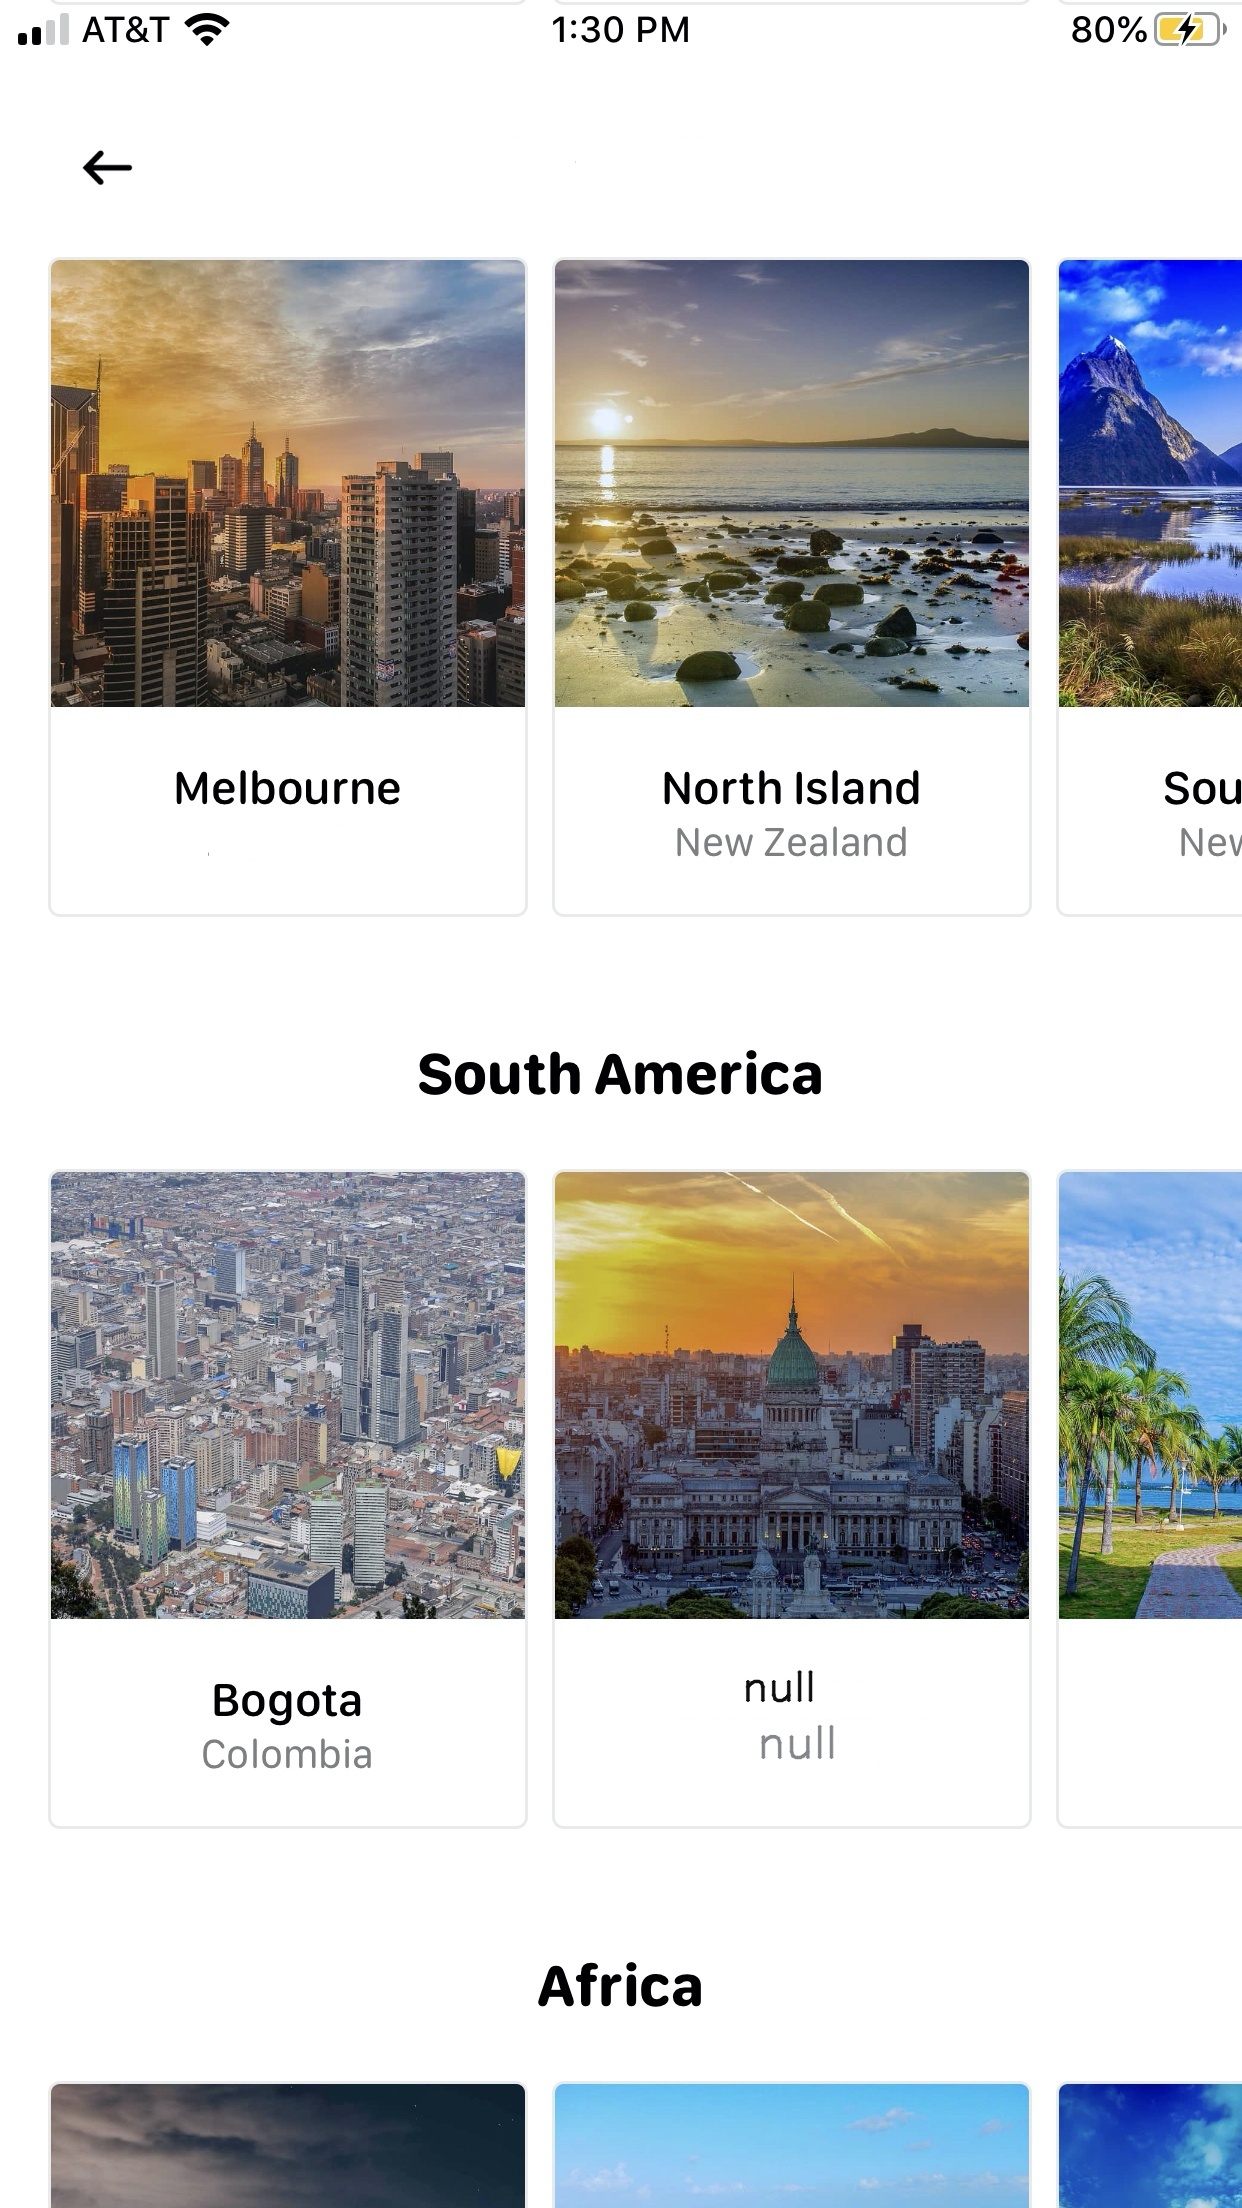 AT&T 1:30 PM 80%
Melbourne
North Island
New Zealand
Sou
New
South America
Bogota
Colombia
null
null
Africa